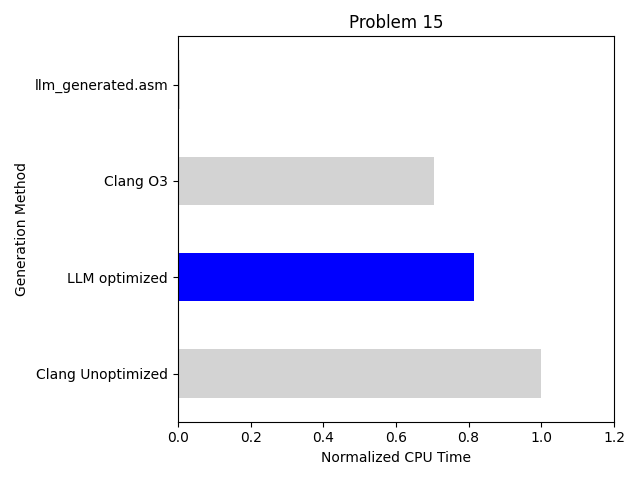 Problem 15
Generation Method
llm_generated.asm
Clang O3
LLM optimized
Clang Unoptimized
0.0 0.2 0.4 0.6 0.8 1.0 1.2
Normalized CPU Time